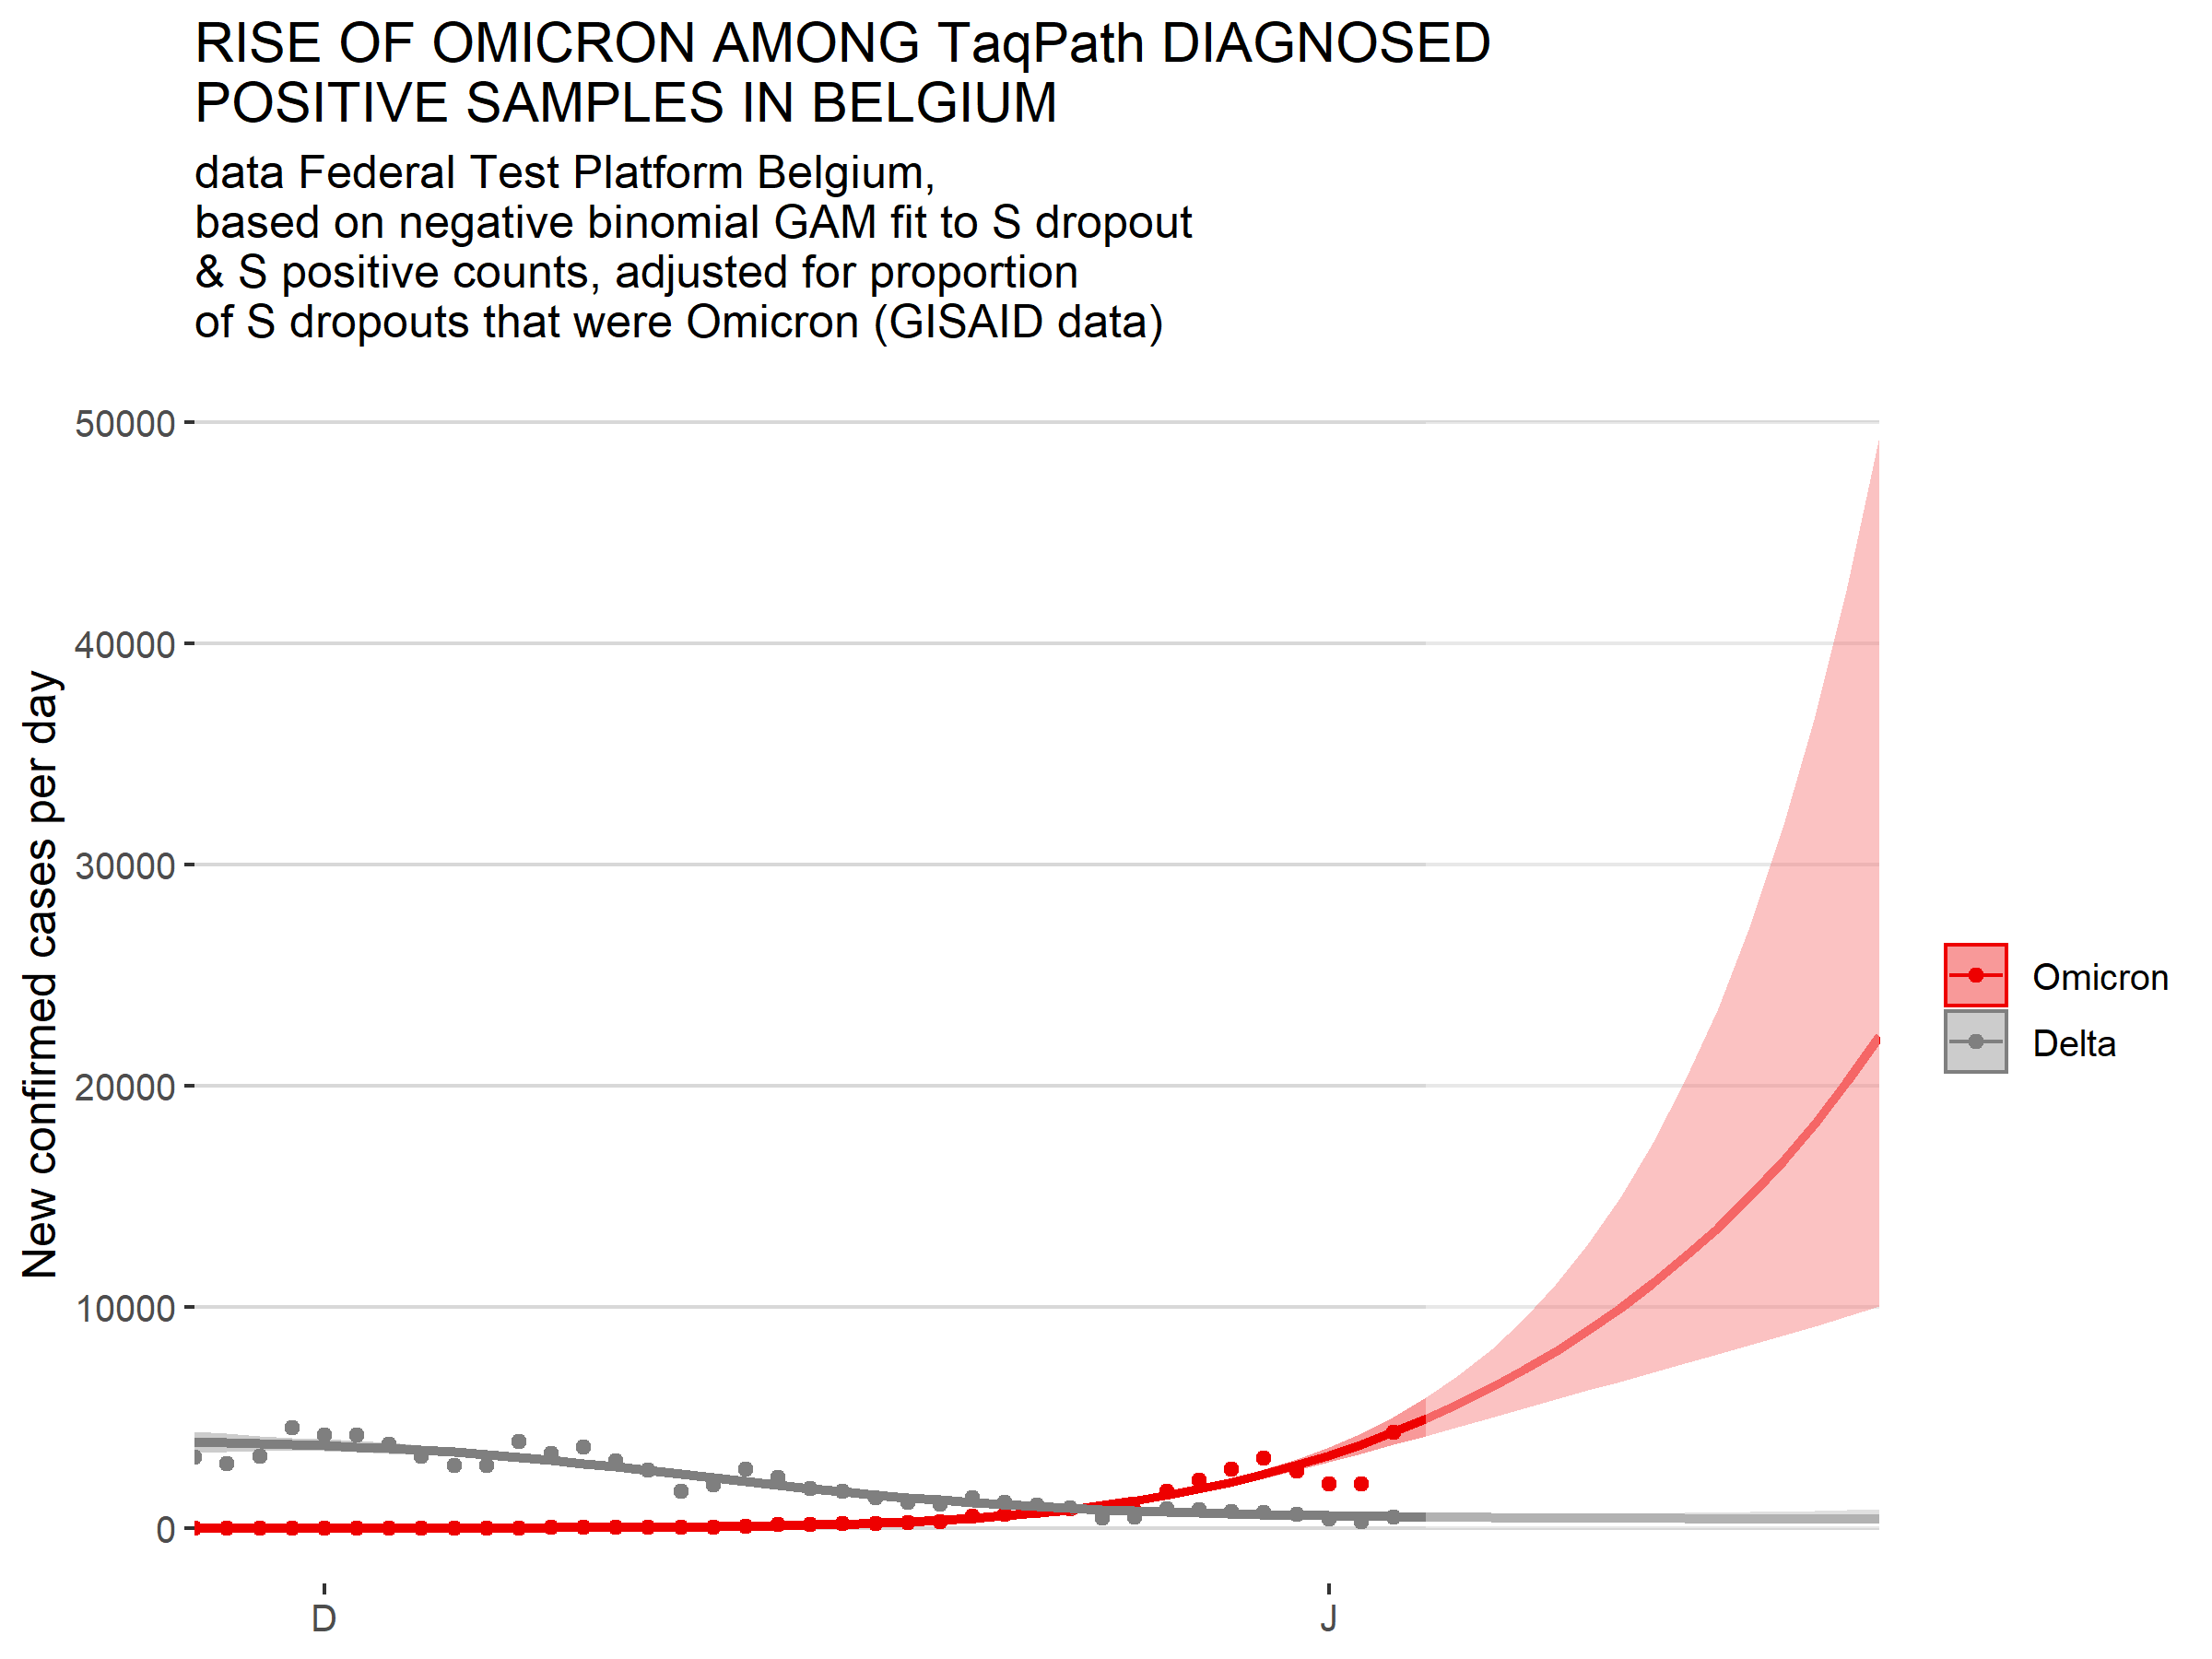 RISE OF OMICRON AMONG TaqPath DIAGNOSED
POSITIVE SAMPLES IN BELGIUM
data Federal Test Platform Belgium,
based on negative binomial GAM fit to S dropout
& S positive counts, adjusted for proportion
of S dropouts that were Omicron (GISAID data)
New confirmed cases per day
50000
40000
30000
20000
10000
0
D
J
Omicron
Delta